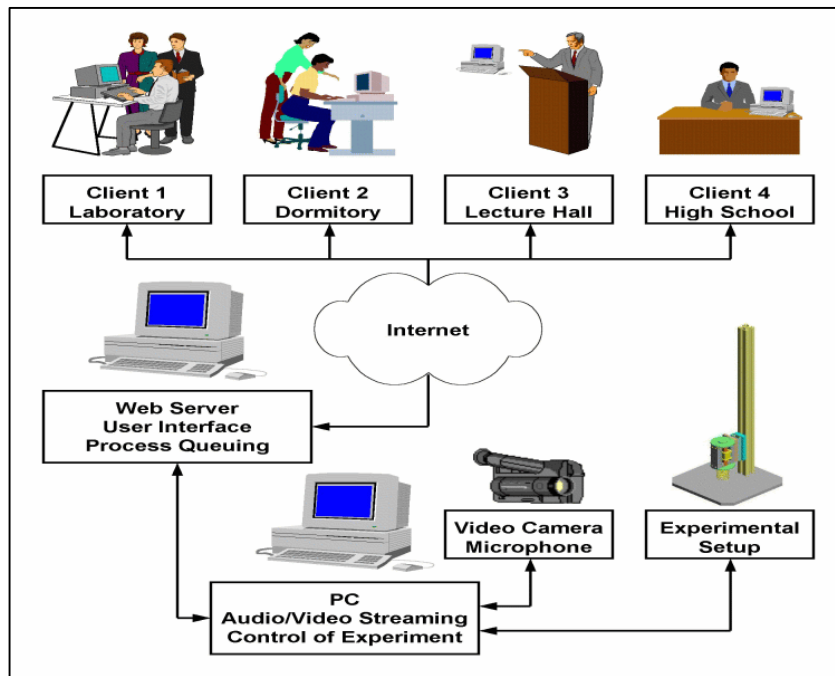 Client 1
Laboratory
Client 2
Dormitory
Client 3
Lecture Hall
Client 4
High School
Internet
Web Server
User Interface
Process Queuing
Video Camera
Microphone
Experimental
Setup
PC
Audio/Video Streaming
Control of Experiment